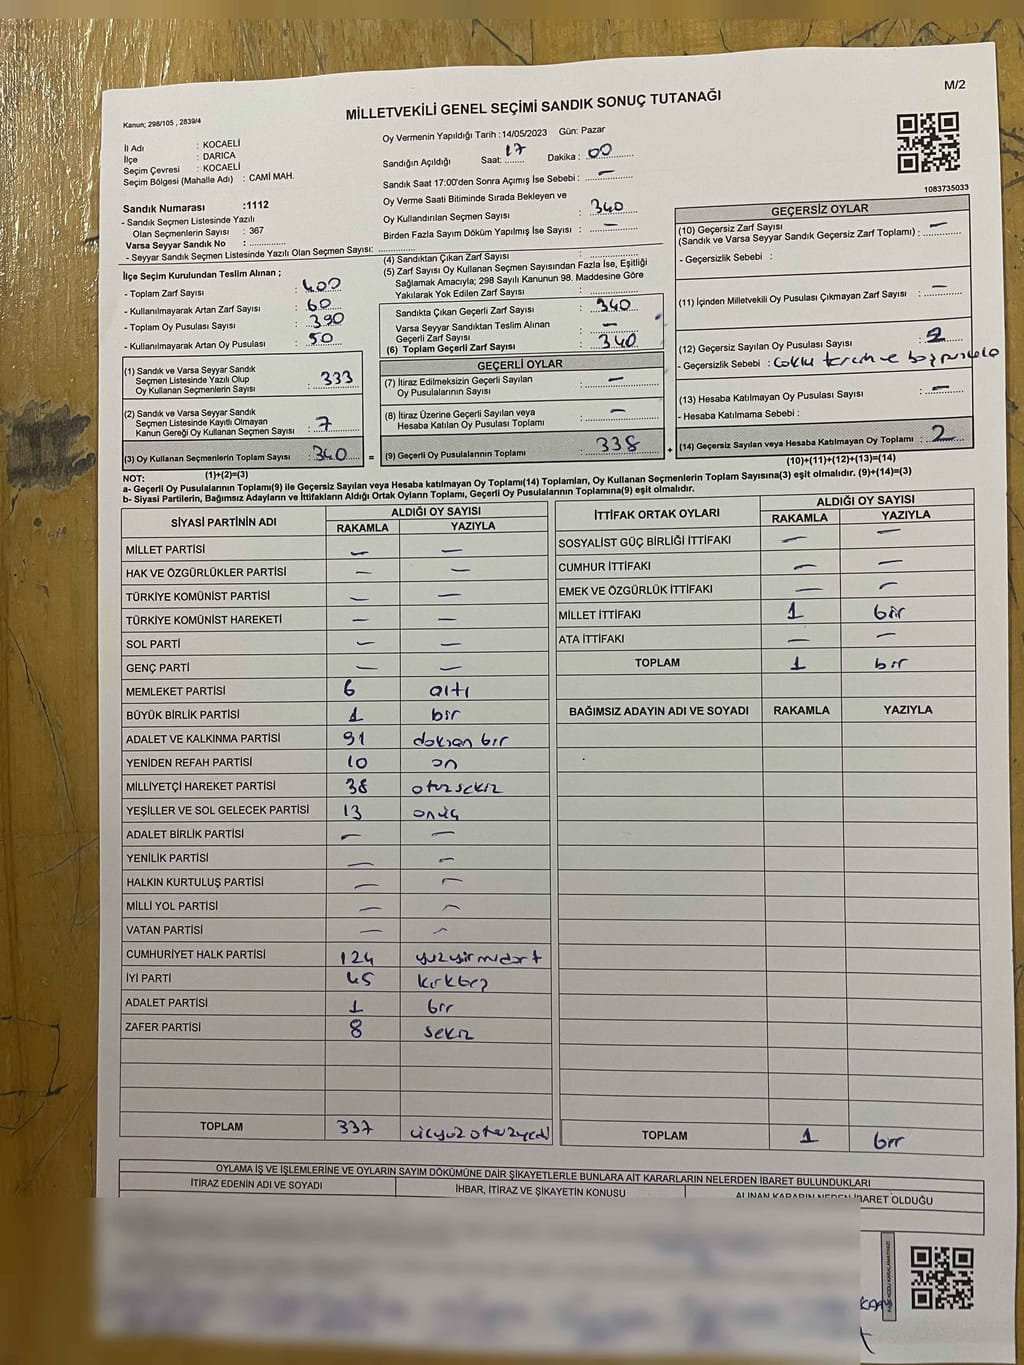 M/2
MİLLETVEKİLİ GENEL SEÇİMİ SANDIK SONUÇ TUTANAĞI
Kanun; 298/105 , 2839/4
İl Adı : KOCAELİ
İlçe : DARICA
Seçim Çevresi : KOCAELİ
Seçim Bölgesi (Mahalle Adı) : CAMİ MAH.
Sandık Numarası :1112
- Sandık Seçmen Listesinde Yazılı
Olan Seçmenlerin Sayısı : 367
Varsa Seyyar Sandık No : ............
- Seyyar Sandık Seçmen Listesinde Yazılı Olan Seçmen Sayısı: ............
Oy Vermenin Yapıldığı Tarih :14/05/2023 Gün: Pazar
Sandığın Açıldığı Saat: 17 Dakika : 00
Sandık Saat 17:00'den Sonra Açımış İse Sebebi : —
Oy Verme Saati Bitiminde Sırada Bekleyen ve
Oy Kullandırılan Seçmen Sayısı : 340
Birden Fazla Sayım Döküm Yapılmış İse Sayısı : —
1083735033
İlçe Seçim Kurulundan Teslim Alınan ;
- Toplam Zarf Sayısı : 400
- Kullanılmayarak Artan Zarf Sayısı : 60
- Toplam Oy Pusulası Sayısı : 390
- Kullanılmayarak Artan Oy Pusulası : 50
(4) Sandıktan Çıkan Zarf Sayısı : ............
(5) Zarf Sayısı Oy Kullanan Seçmen Sayısından Fazla İse, Eşitliği
Sağlamak Amacıyla; 298 Sayılı Kanunun 98. Maddesine Göre
Yakılarak Yok Edilen Zarf Sayısı : ............
Sandıkta Çıkan Geçerli Zarf Sayısı : 340
Varsa Seyyar Sandıktan Teslim Alınan
Geçerli Zarf Sayısı : —
(6) Toplam Geçerli Zarf Sayısı : 340
(1) Sandık ve Varsa Seyyar Sandık
Seçmen Listesinde Yazılı Olup
Oy Kullanan Seçmenlerin Sayısı : 333
(2) Sandık ve Varsa Seyyar Sandık
Seçmen Listesinde Kayıtlı Olmayan
Kanun Gereği Oy Kullanan Seçmen Sayısı : 7
(3) Oy Kullanan Seçmenlerin Toplam Sayısı : 340
(1)+(2)=(3)
=
GEÇERLİ OYLAR
(7) İtiraz Edilmeksizin Geçerli Sayılan
Oy Pusulalarının Sayısı : —
(8) İtiraz Üzerine Geçerli Sayılan veya
Hesaba Katılan Oy Pusulası Toplamı : —
(9) Geçerli Oy Pusulalarının Toplamı : 338
+
GEÇERSİZ OYLAR
(10) Geçersiz Zarf Sayısı
(Sandık ve Varsa Seyyar Sandık Geçersiz Zarf Toplamı) : —
- Geçersizlik Sebebi :
(11) İçinden Milletvekili Oy Pusulası Çıkmayan Zarf Sayısı : —
(12) Geçersiz Sayılan Oy Pusulası Sayısı : 2
- Geçersizlik Sebebi : Çoklu tercih ve boş pusula
(13) Hesaba Katılmayan Oy Pusulası Sayısı : —
- Hesaba Katılmama Sebebi :
(14) Geçersiz Sayılan veya Hesaba Katılmayan Oy Toplamı : 2
(10)+(11)+(12)+(13)=(14)
NOT:
a- Geçerli Oy Pusulalarının Toplamı(9) ile Geçersiz Sayılan veya Hesaba katılmayan Oy Toplamı(14) Toplamları, Oy Kullanan Seçmenlerin Toplam Sayısına(3) eşit olmalıdır. (9)+(14)=(3)
b- Siyasi Partilerin, Bağımsız Adayların ve İttifakların Aldığı Ortak Oyların Toplamı, Geçerli Oy Pusulalarının Toplamına(9) eşit olmalıdır.
SİYASİ PARTİNİN ADI ALDIĞI OY SAYISI
RAKAMLA YAZIYLA
MİLLET PARTİSİ — —
HAK VE ÖZGÜRLÜKLER PARTİSİ — —
TÜRKİYE KOMÜNİST PARTİSİ — —
TÜRKİYE KOMÜNİST HAREKETİ — —
SOL PARTİ — —
GENÇ PARTİ — —
MEMLEKET PARTİSİ 6 altı
BÜYÜK BİRLİK PARTİSİ 1 bir
ADALET VE KALKINMA PARTİSİ 91 doksan bir
YENİDEN REFAH PARTİSİ 10 on
MİLLİYETÇİ HAREKET PARTİSİ 38 otuzsekiz
YEŞİLLER VE SOL GELECEK PARTİSİ 13 onüç
ADALET BİRLİK PARTİSİ — —
YENİLİK PARTİSİ — —
HALKIN KURTULUŞ PARTİSİ — —
MİLLİ YOL PARTİSİ — —
VATAN PARTİSİ — —
CUMHURİYET HALK PARTİSİ 124 yüzyirmidört
İYİ PARTİ 45 kırkbeş
ADALET PARTİSİ 1 bir
ZAFER PARTİSİ 8 sekiz
TOPLAM 337 üçyüzotuzyedi
İTTİFAK ORTAK OYLARI ALDIĞI OY SAYISI
RAKAMLA YAZIYLA
SOSYALİST GÜÇ BİRLİĞİ İTTİFAKI — —
CUMHUR İTTİFAKI — —
EMEK VE ÖZGÜRLÜK İTTİFAKI — —
MİLLET İTTİFAKI 1 bir
ATA İTTİFAKI — —
TOPLAM 1 bir
BAĞIMSIZ ADAYIN ADI VE SOYADI RAKAMLA YAZIYLA
TOPLAM 1 bir
OYLAMA İŞ VE İŞLEMLERİNE VE OYLARIN SAYIM DÖKÜMÜNE DAİR ŞİKAYETLERLE BUNLARA AİT KARARLARIN NELERDEN İBARET BULUNDUKLARI
İTİRAZ EDENİN ADI VE SOYADI İHBAR, İTİRAZ VE ŞİKAYETİN KONUSU ALINAN KARARIN NEDEN İBARET OLDUĞU